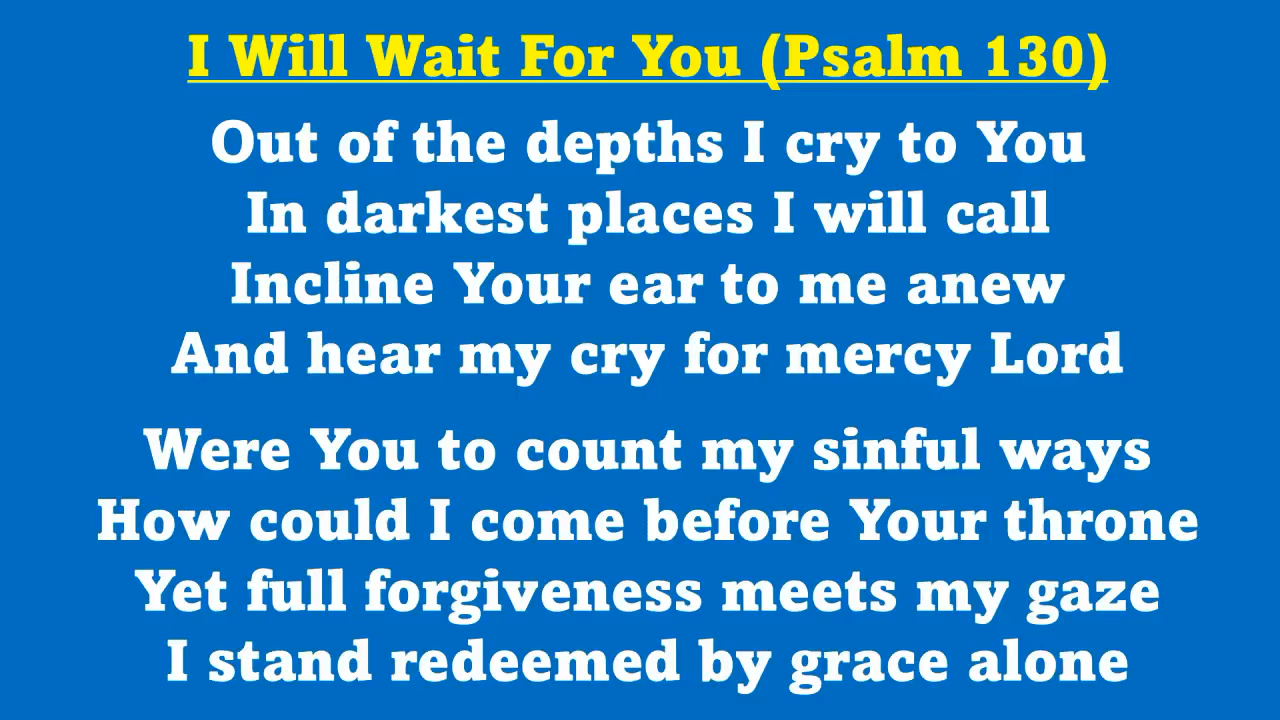 I Will Wait For You (Psalm 130)
Out of the depths I cry to You
In darkest places I will call
Incline Your ear to me anew
And hear my cry for mercy Lord
Were You to count my sinful ways
How could I come before Your throne
Yet full forgiveness meets my gaze
I stand redeemed by grace alone